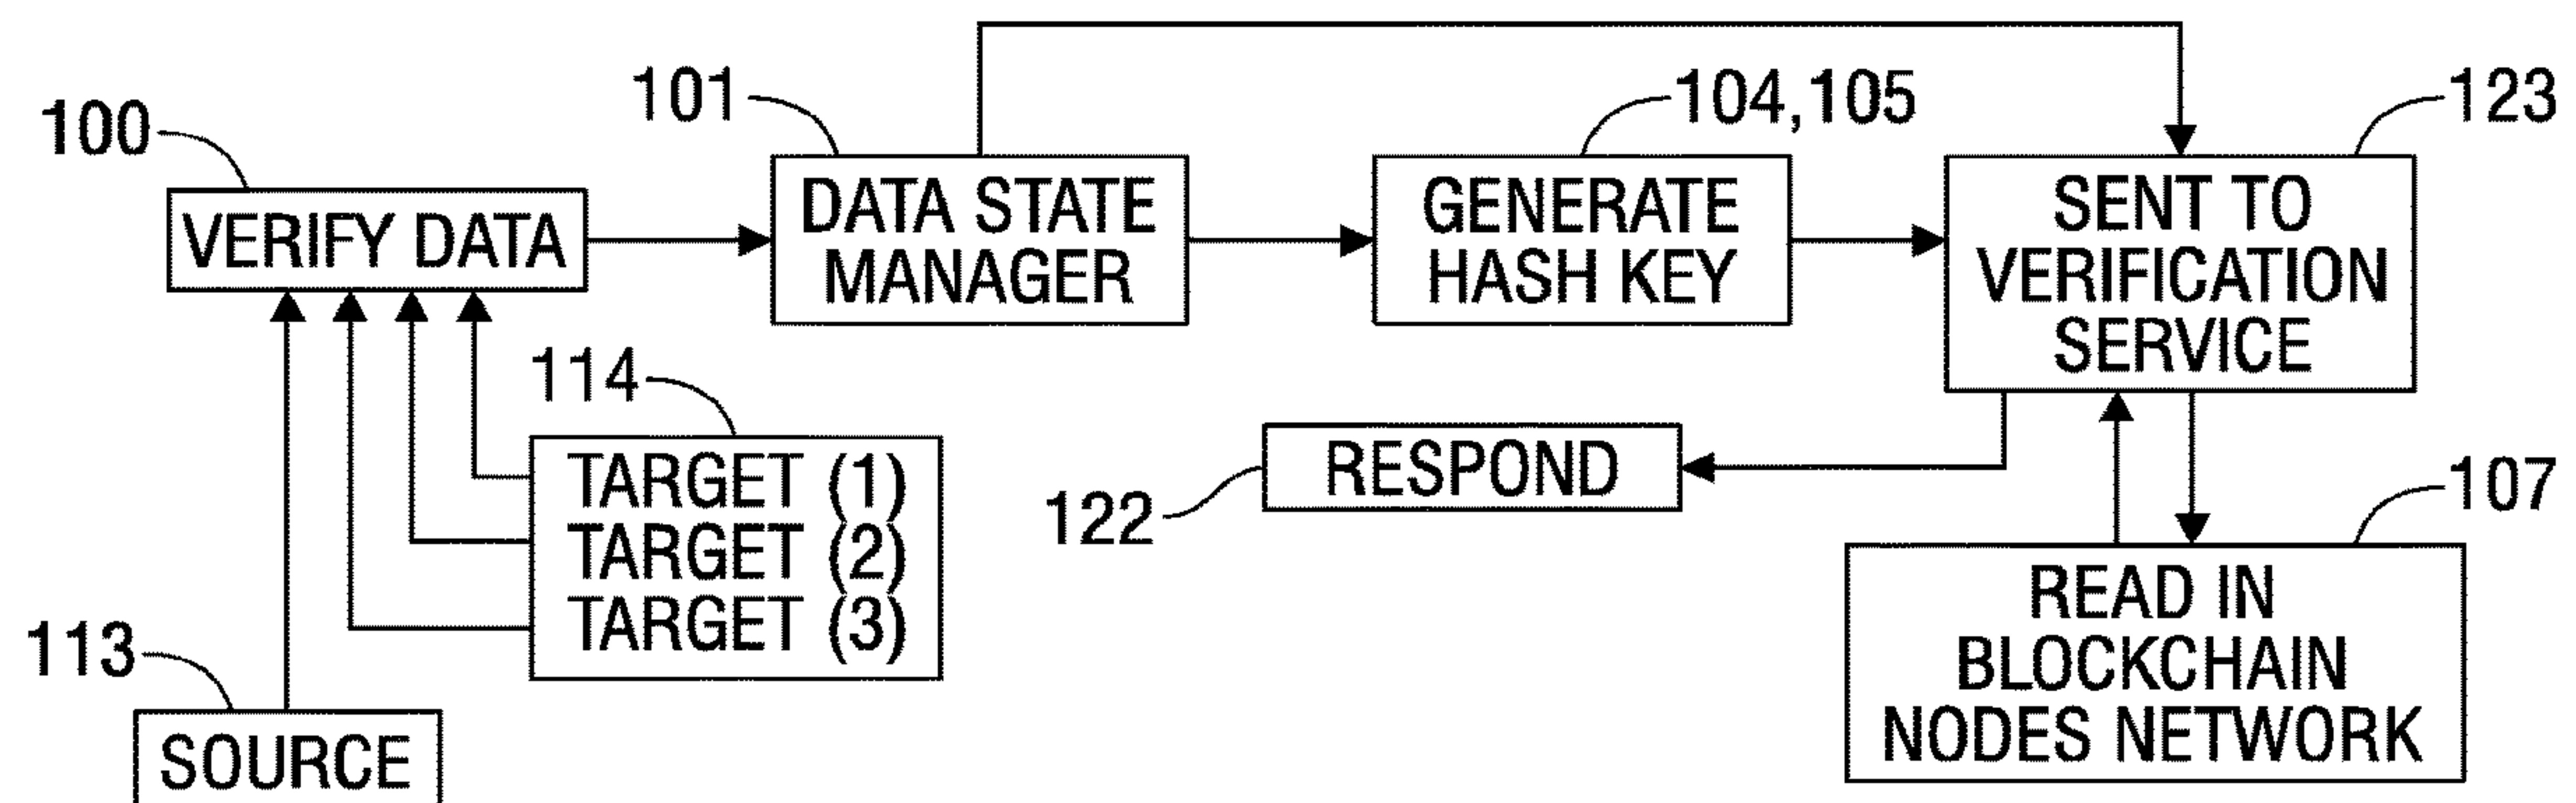 101
104,105
123
100
DATA STATE
MANAGER
GENERATE
HASH KEY
SENT TO
VERIFICATION
SERVICE
VERIFY DATA
114
TARGET (1)
TARGET (2)
TARGET (3)
RESPOND
122
107
113
SOURCE
READ IN
BLOCKCHAIN
NODES NETWORK